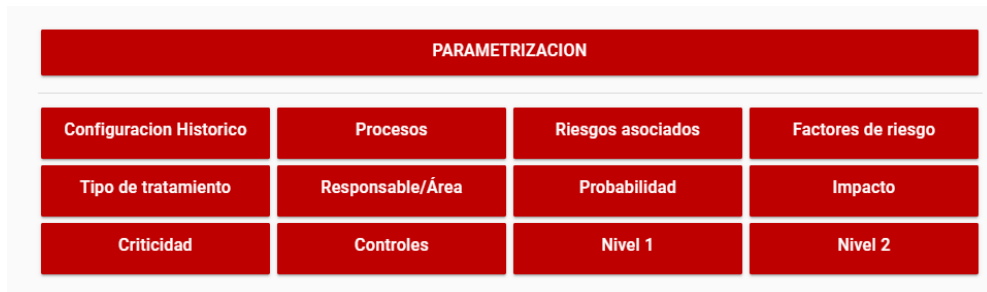 PARAMETRIZACION
Configuracion Historico
Procesos
Riesgos asociados
Factores de riesgo
Tipo de tratamiento
Responsable/Área
Probabilidad
Impacto
Criticidad
Controles
Nivel 1
Nivel 2